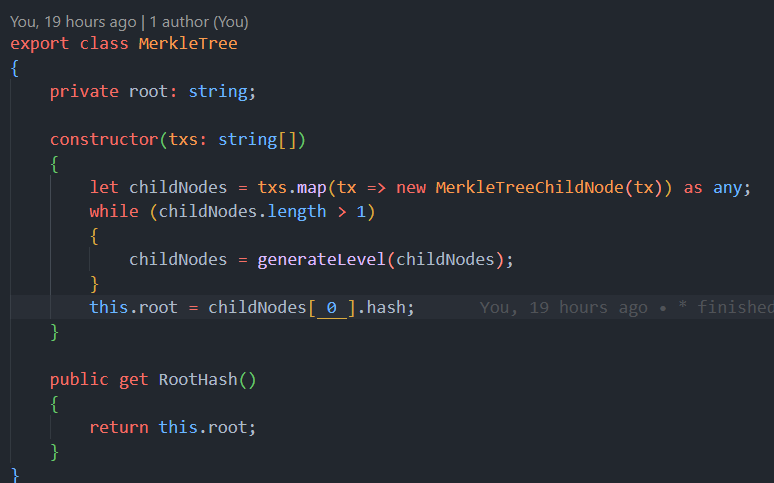 You, 19 hours ago | 1 author (You)
export class MerkleTree
{
    private root: string;
    constructor(txs: string[])
    {
        let childNodes = txs.map(tx => new MerkleTreeChildNode(tx)) as any;
        while (childNodes.length > 1)
        {
            childNodes = generateLevel(childNodes);
        }
        this.root = childNodes[ 0 ].hash; You, 19 hours ago • * finished
    }
    public get RootHash()
    {
        return this.root;
    }
}